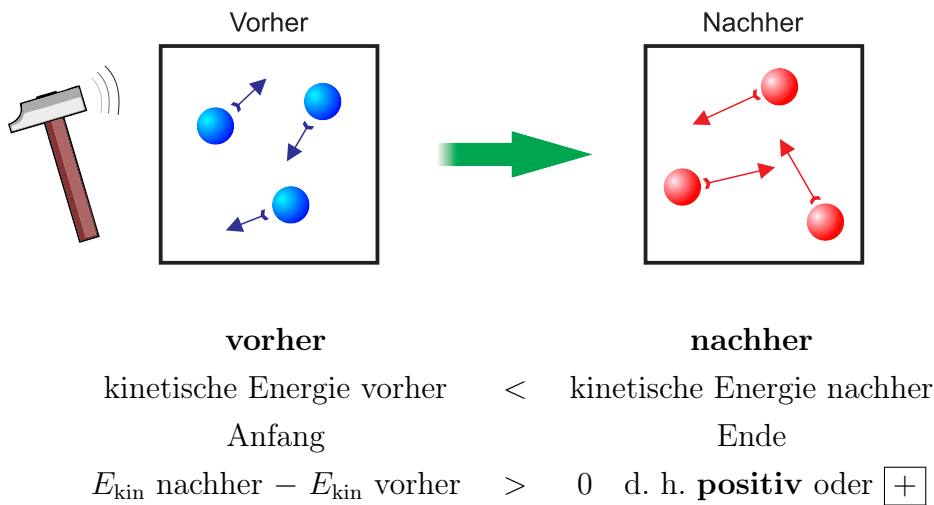 Vorher Nachher
vorher nachher
kinetische Energie vorher < kinetische Energie nachher
Anfang Ende
E_kin nachher − E_kin vorher > 0 d. h. positiv oder +